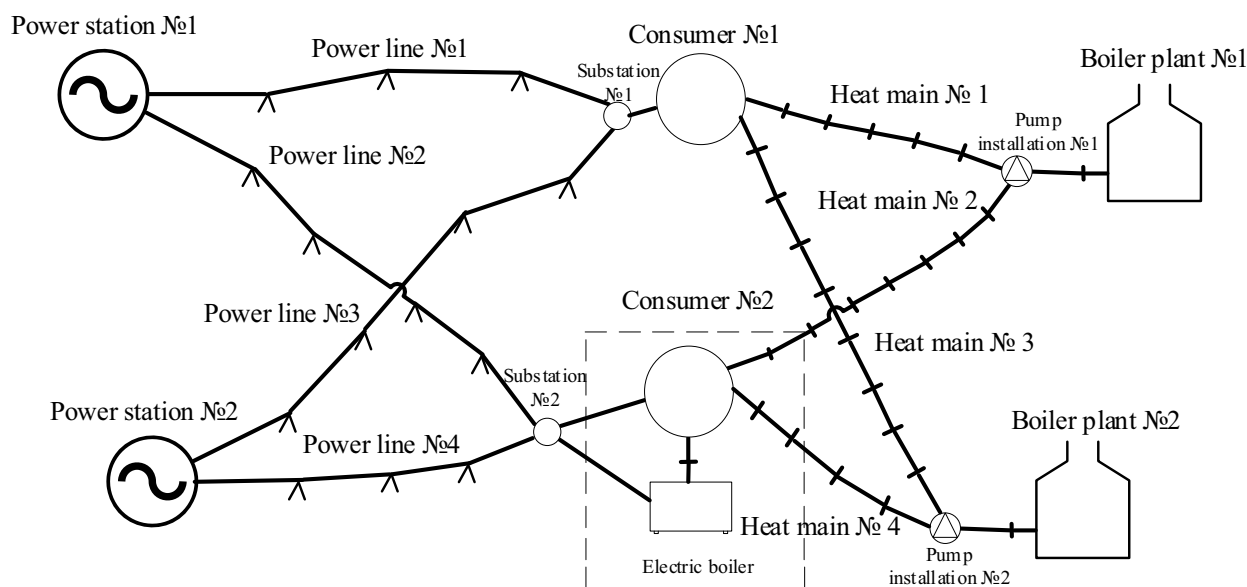 Power station №1
Power line №1
Consumer №1
Substation
№1
Boiler plant №1
Heat main № 1
Pump
installation №1
Power line №2
Heat main № 2
Power line №3
Consumer №2
Heat main № 3
Substation
№2
Power station №2
Power line №4
Boiler plant №2
Heat main № 4
Electric boiler
Pump
installation №2